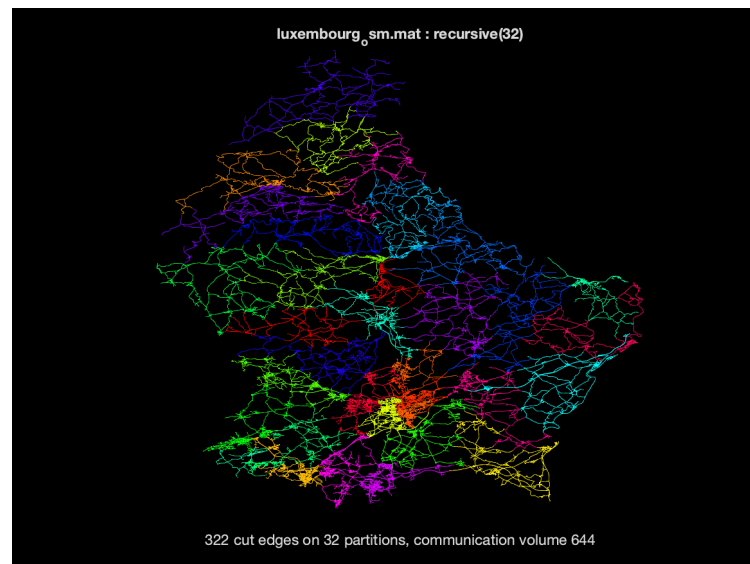 luxembourg_osm.mat : recursive(32)
322 cut edges on 32 partitions, communication volume 644